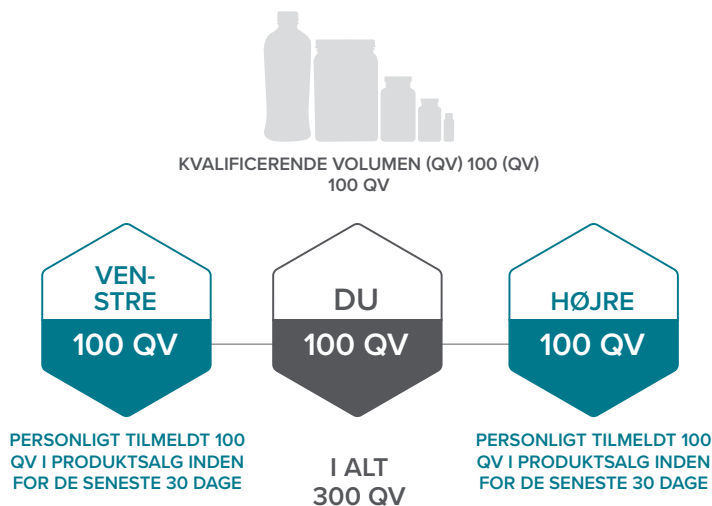 KVALIFICERENDE VOLUMEN (QV) 100 (QV)
100 QV
VEN-
STRE
100 QV
DU
100 QV
HØJRE
100 QV
PERSONLIGT TILMELDT 100
QV I PRODUKTSALG INDEN
FOR DE SENESTE 30 DAGE
I ALT
300 QV
PERSONLIGT TILMELDT 100
QV I PRODUKTSALG INDEN
FOR DE SENESTE 30 DAGE